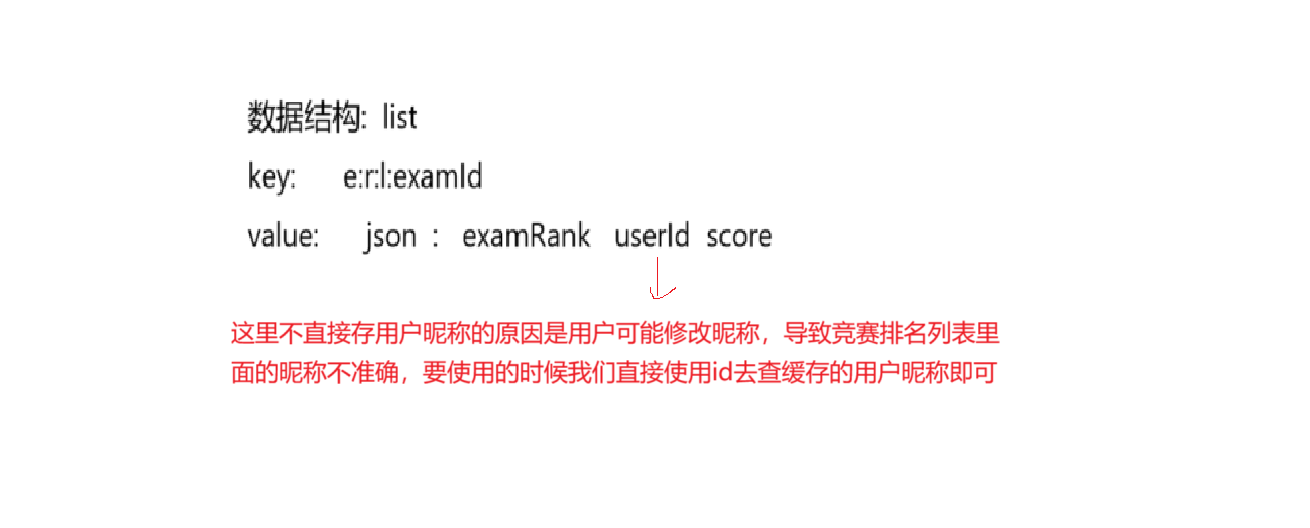 数据结构: list
key: e:r:l:examId
value: json : examRank userId score
这里不直接存用户昵称的原因是用户可能修改昵称，导致竞赛排名列表里
面的昵称不准确，要使用的时候我们直接使用id去查缓存的用户昵称即可